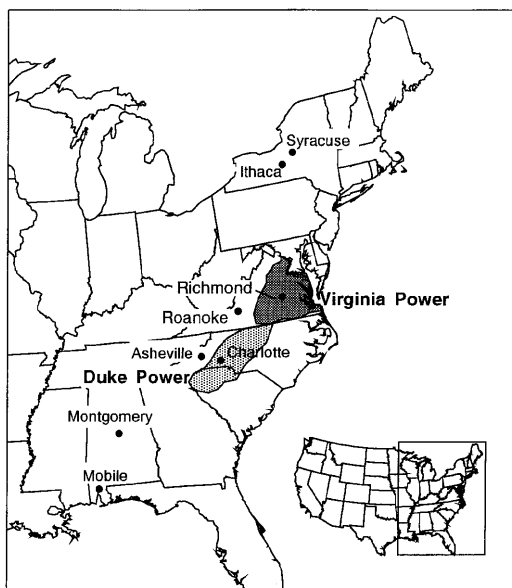 Syracuse
Ithaca
Richmond
Virginia Power
Roanoke
Asheville
Charlotte
Duke Power
Montgomery
Mobile